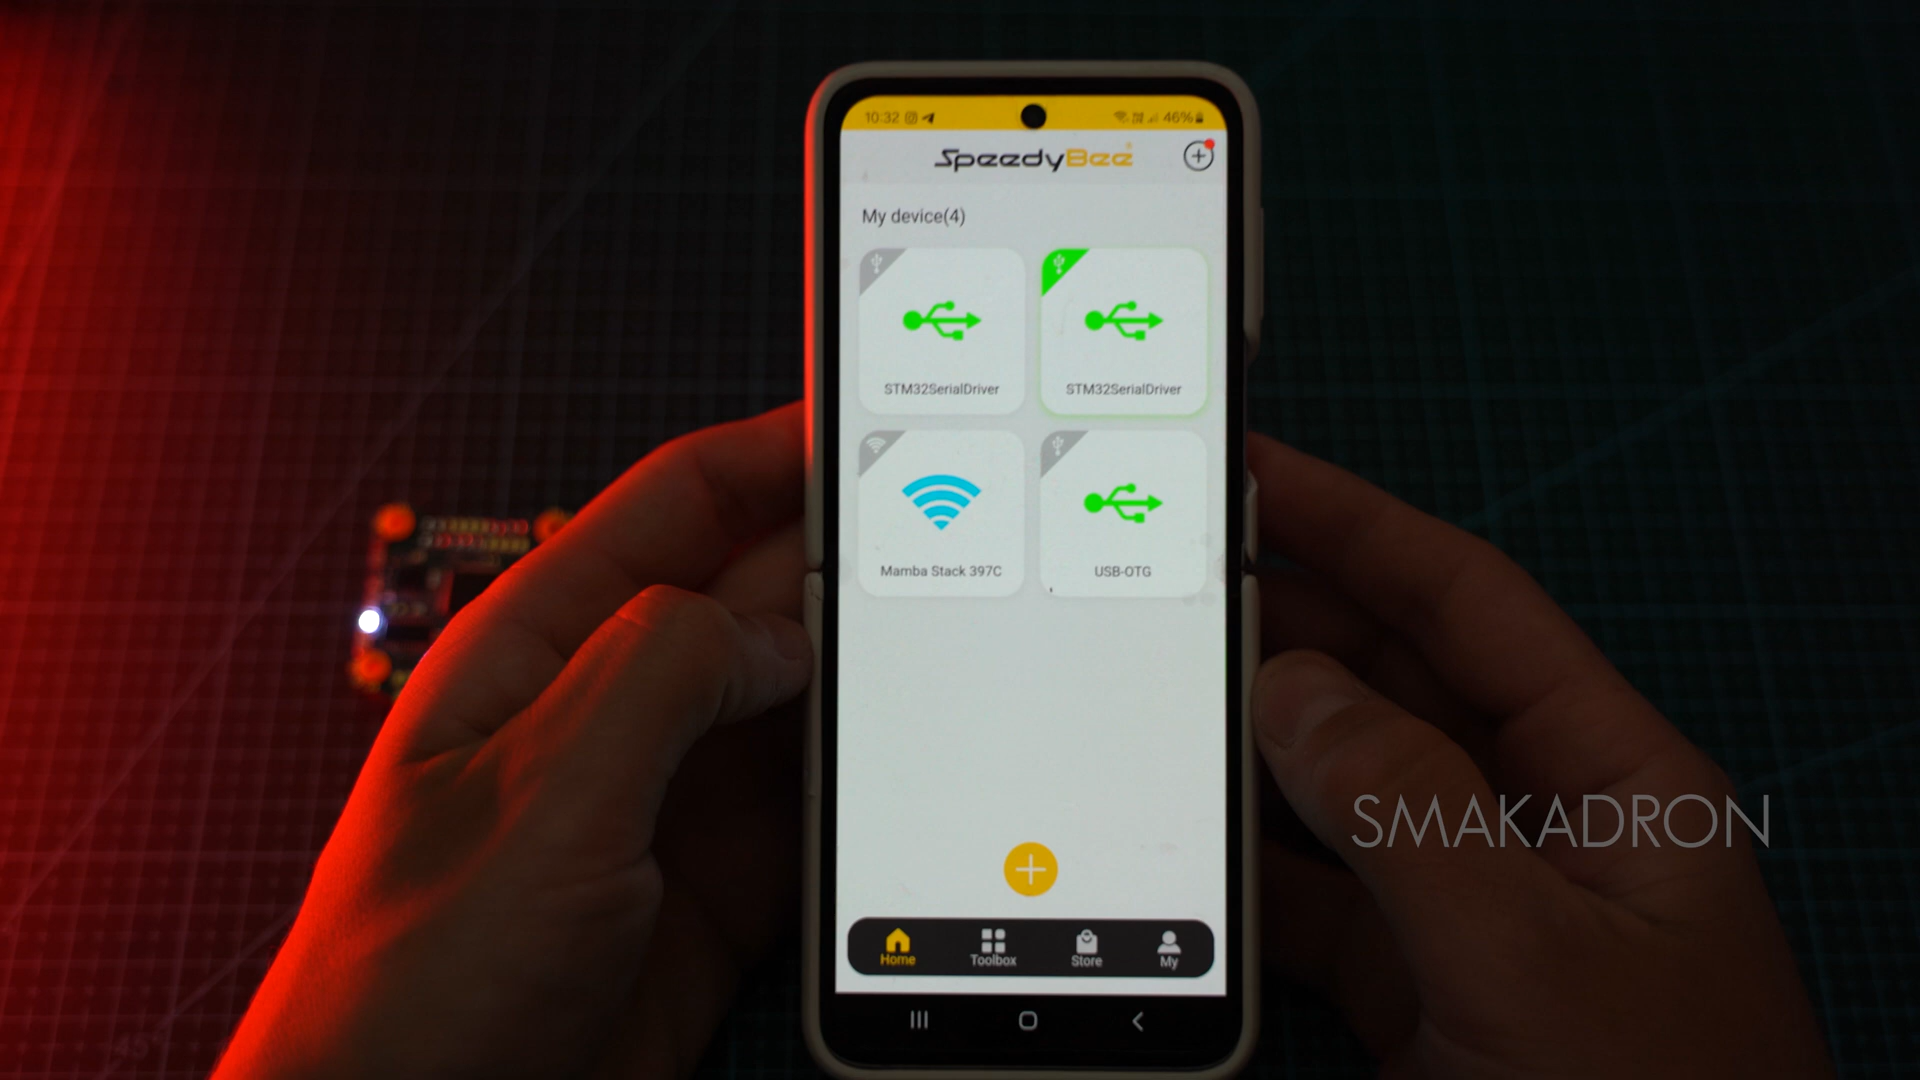 10:32 46%
SpeedyBee
My device(4)
STM32SerialDriver STM32SerialDriver
Mamba Stack 397C USB-OTG
SMAKADRON
Home Toolbox Store My